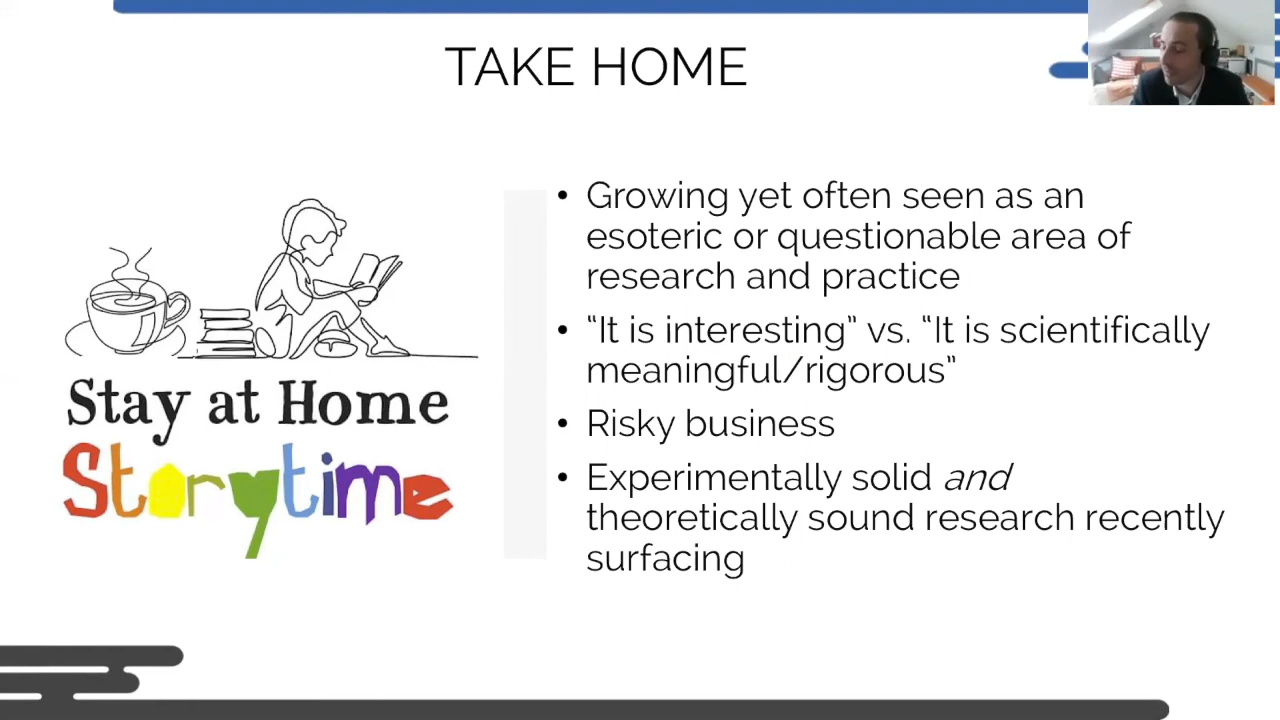 TAKE HOME
Stay at Home
Storytime
• Growing yet often seen as an
esoteric or questionable area of
research and practice
• “It is interesting” vs. “It is scientifically
meaningful/rigorous”
• Risky business
• Experimentally solid and
theoretically sound research recently
surfacing